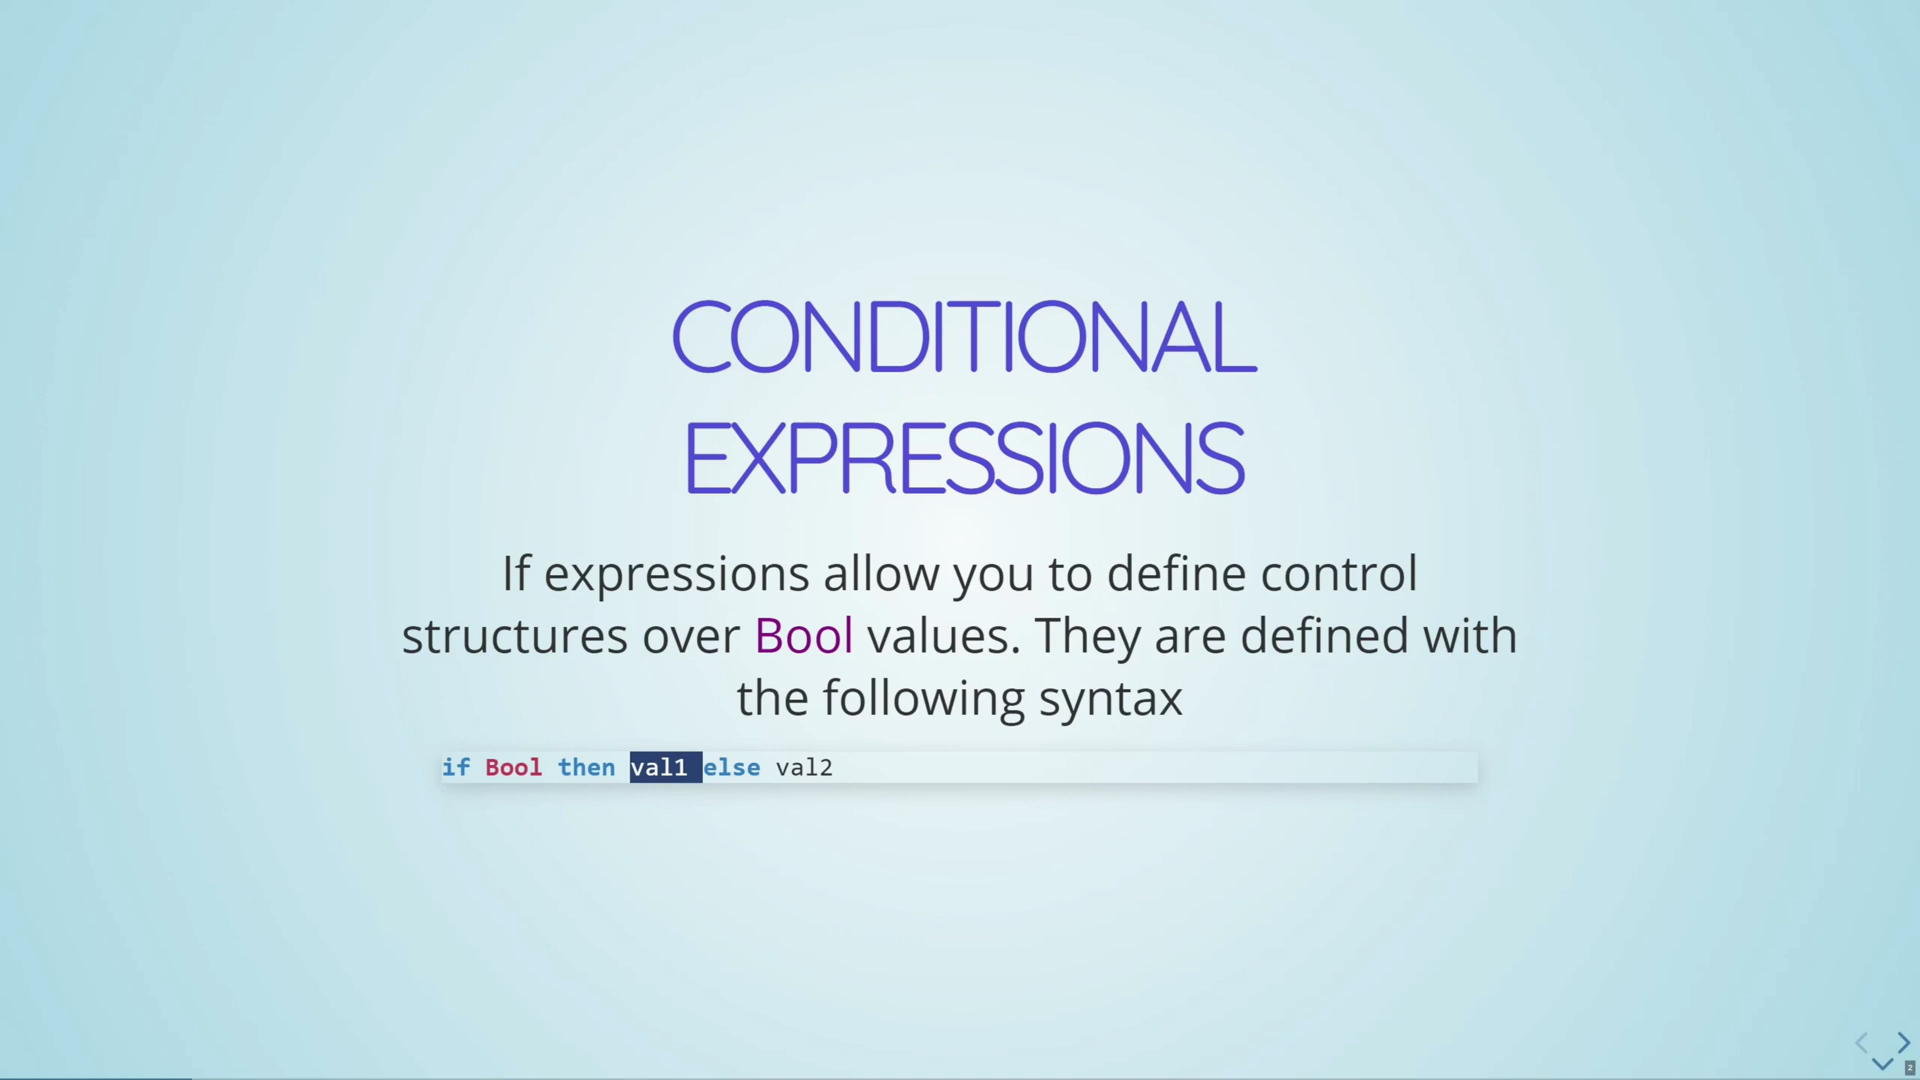 CONDITIONAL
EXPRESSIONS
If expressions allow you to define control
structures over Bool values. They are defined with
the following syntax
if Bool then val1 else val2
2